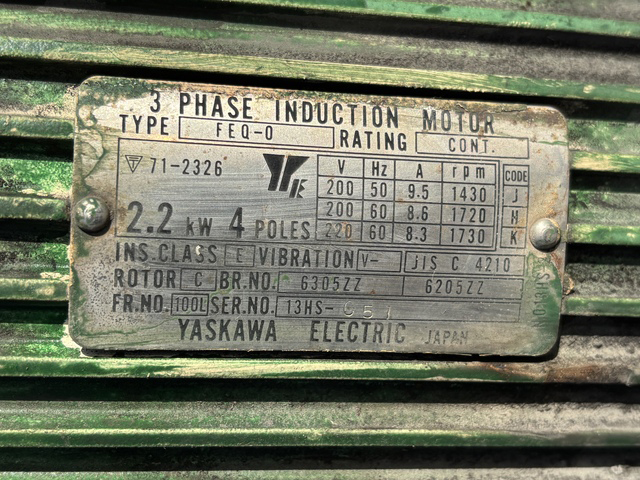 3 PHASE INDUCTION MOTOR
TYPE FEQ-O RATING CONT.
71-2326
V Hz A rpm CODE
200 50 9.5 1430 J
200 60 8.6 1720 H
220 60 8.3 1730 K
2.2 kW 4 POLES
INS.CLASS E VIBRATION V- JIS C 4210
ROTOR C BR.NO. 6305ZZ 6205ZZ
FR.NO. 100L SER.NO. 13HS-
YASKAWA ELECTRIC JAPAN